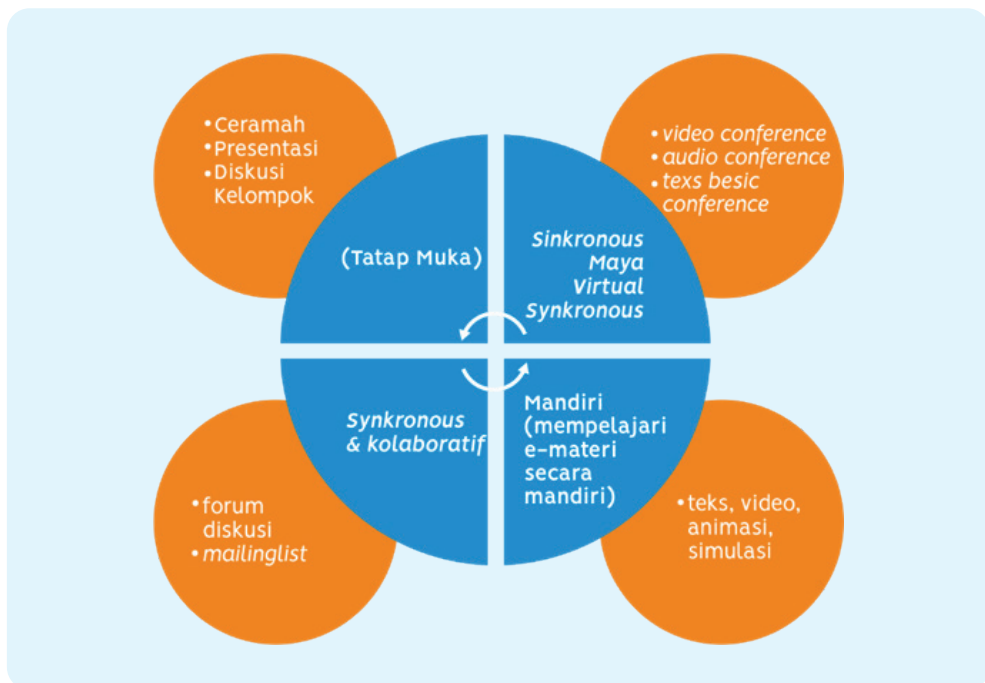 • Ceramah
• Presentasi
• Diskusi
Kelompok
(Tatap Muka)
• video conference
• audio conference
• texs besic
conference
Sinkronous
Maya
Virtual
Synkronous
Synkronous
& kolaboratif
• forum
diskusi
• mailinglist
Mandiri
(mempelajari
e-materi
secara
mandiri)
• teks, video,
animasi,
simulasi